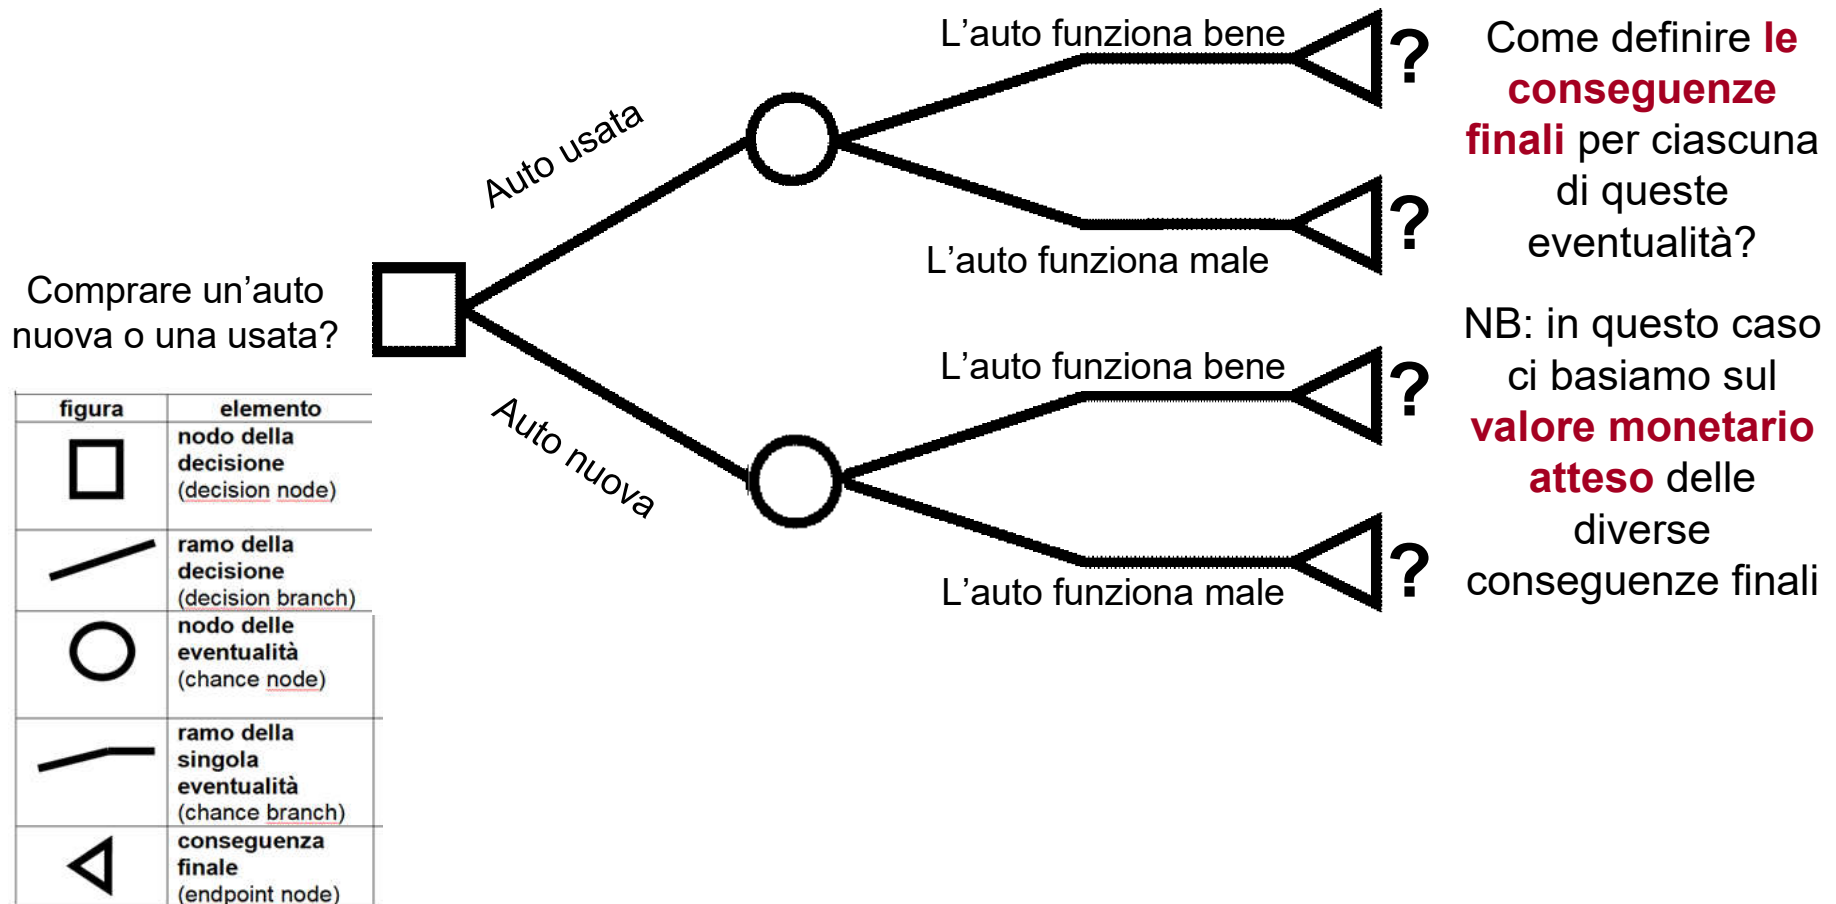 L'auto funziona bene
?
Come definire le
conseguenze
finali per ciascuna
di queste
eventualità?
Auto usata
?
L'auto funziona male
Comprare un'auto
nuova o una usata?
NB: in questo caso
ci basiamo sul
valore monetario
atteso delle
diverse
conseguenze finali
L'auto funziona bene
?
Auto nuova
?
L'auto funziona male
figura elemento
nodo della
decisione
(decision node)
ramo della
decisione
(decision branch)
nodo delle
eventualità
(chance node)
ramo della
singola
eventualità
(chance branch)
conseguenza
finale
(endpoint node)